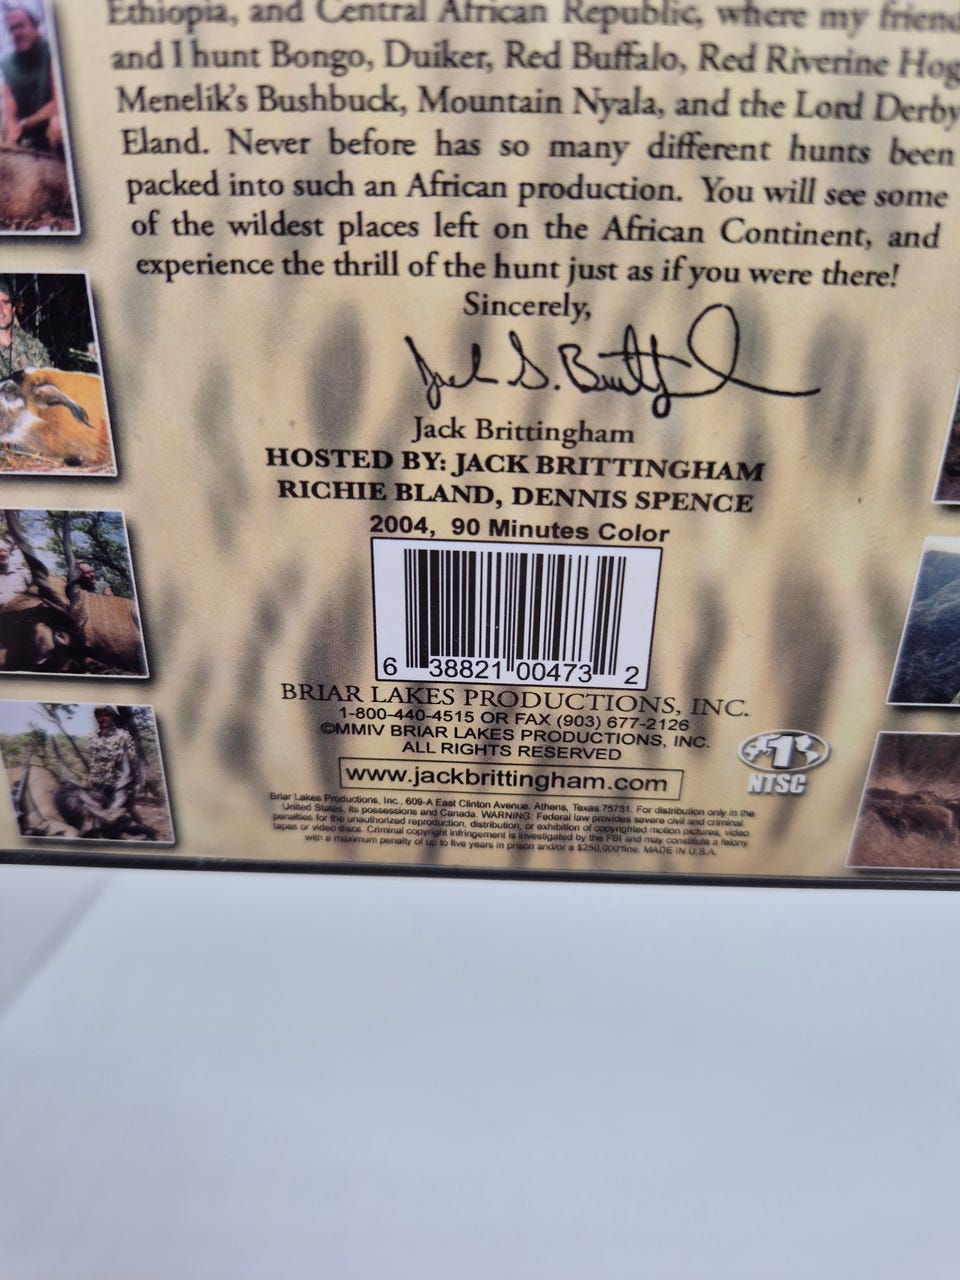 Ethiopia, and Central African Republic, where my friend
and I hunt Bongo, Duiker, Red Buffalo, Red Riverine Hog
Menelik's Bushbuck, Mountain Nyala, and the Lord Derby
Eland. Never before has so many different hunts been
packed into such an African production. You will see some
of the wildest places left on the African Continent, and
experience the thrill of the hunt just as if you were there!
Sincerely,
Jack S. Brittingham
Jack Brittingham
HOSTED BY: JACK BRITTINGHAM
RICHIE BLAND, DENNIS SPENCE
2004, 90 Minutes Color
6 38821 00473 2
BRIAR LAKES PRODUCTIONS, INC.
1-800-440-4515 OR FAX (903) 677-2126
©MMIV BRIAR LAKES PRODUCTIONS, INC.
ALL RIGHTS RESERVED
1
NTSC
www.jackbrittingham.com
Briar Lakes Productions, Inc., 609-A East Clinton Avenue, Athens, Texas 75751. For distribution only in the
United States, its possessions and Canada. WARNING: Federal law provides severe civil and criminal
penalties for the unauthorized reproduction, distribution, or exhibition of copyrighted motion pictures, video
tapes or video discs. Criminal copyright infringement is investigated by the FBI and may constitute a felony
with a maximum penalty of up to five years in prison and/or a $250,000 fine. MADE IN U.S.A.